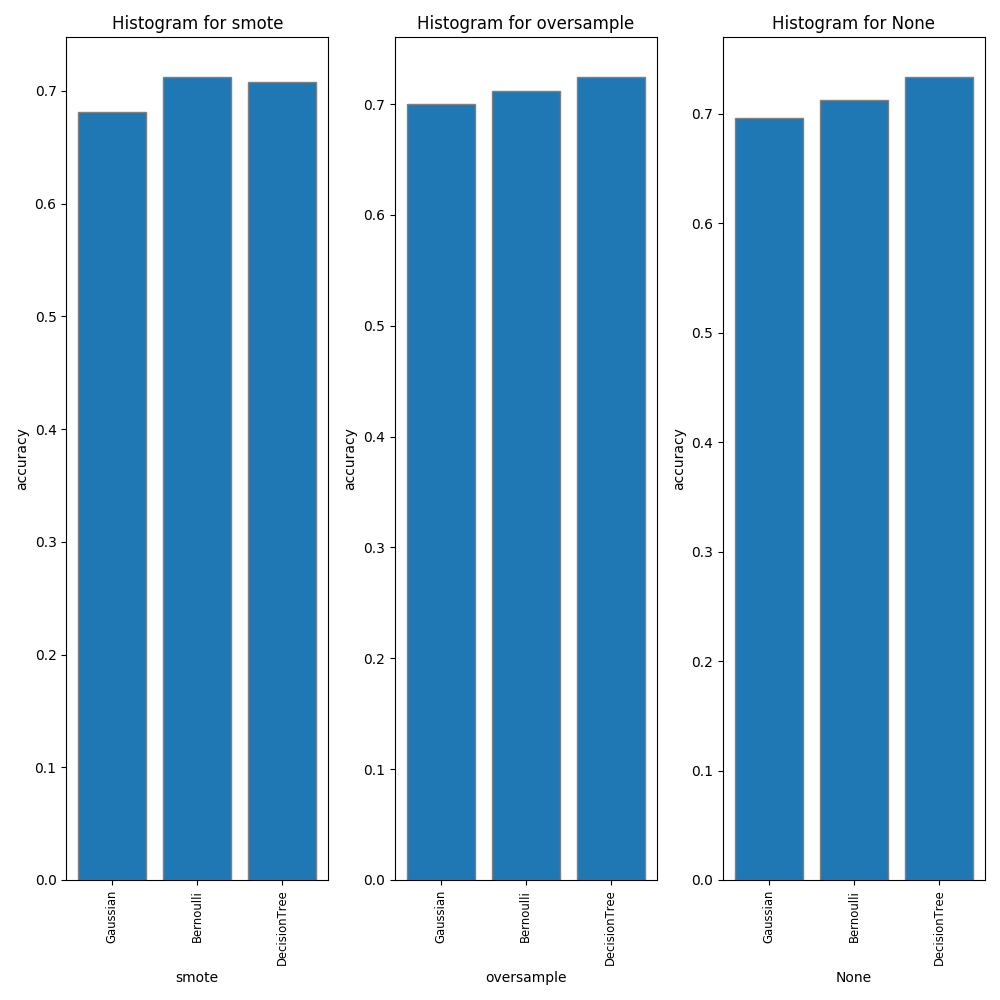 Histogram for smote
accuracy
0.7
0.6
0.5
0.4
0.3
0.2
0.1
0.0
Gaussian
Bernoulli
DecisionTree
smote
Histogram for oversample
accuracy
0.7
0.6
0.5
0.4
0.3
0.2
0.1
0.0
Gaussian
Bernoulli
DecisionTree
oversample
Histogram for None
accuracy
0.7
0.6
0.5
0.4
0.3
0.2
0.1
0.0
Gaussian
Bernoulli
DecisionTree
None